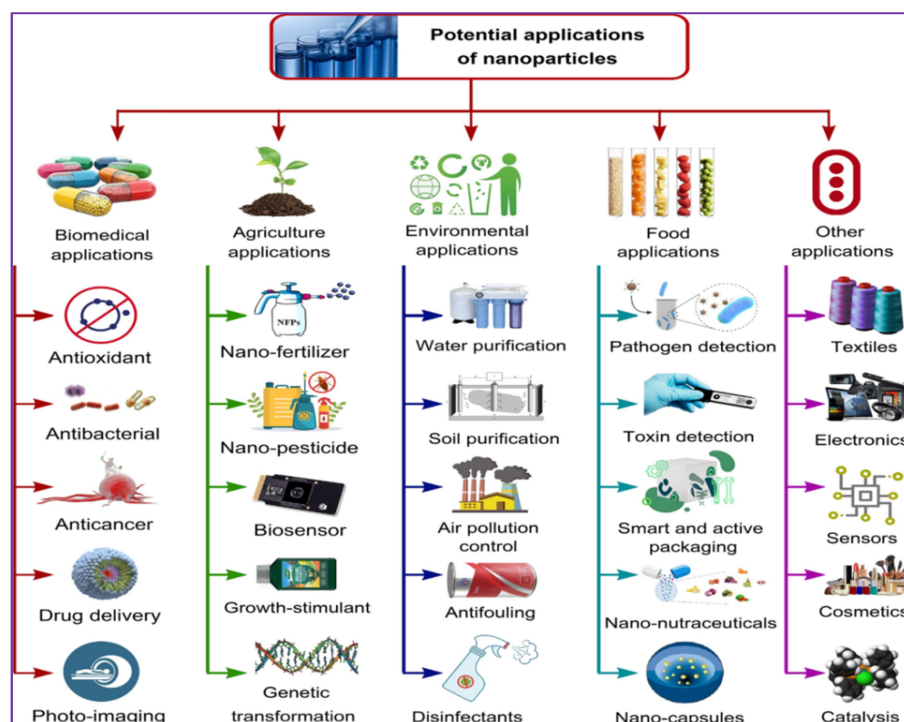 Potential applications
of nanoparticles
Biomedical
applications
Agriculture
applications
Environmental
applications
Food
applications
Other
applications
Antioxidant
Antibacterial
Anticancer
Drug delivery
Photo-imaging
NFPs
Nano-fertilizer
Nano-pesticide
Biosensor
Growth-stimulant
Genetic
transformation
Water purification
Soil purification
Air pollution
control
Antifouling
Disinfectants
Pathogen detection
Toxin detection
Smart and active
packaging
Nano-nutraceuticals
Nano-capsules
Textiles
Electronics
Sensors
Cosmetics
Catalysis